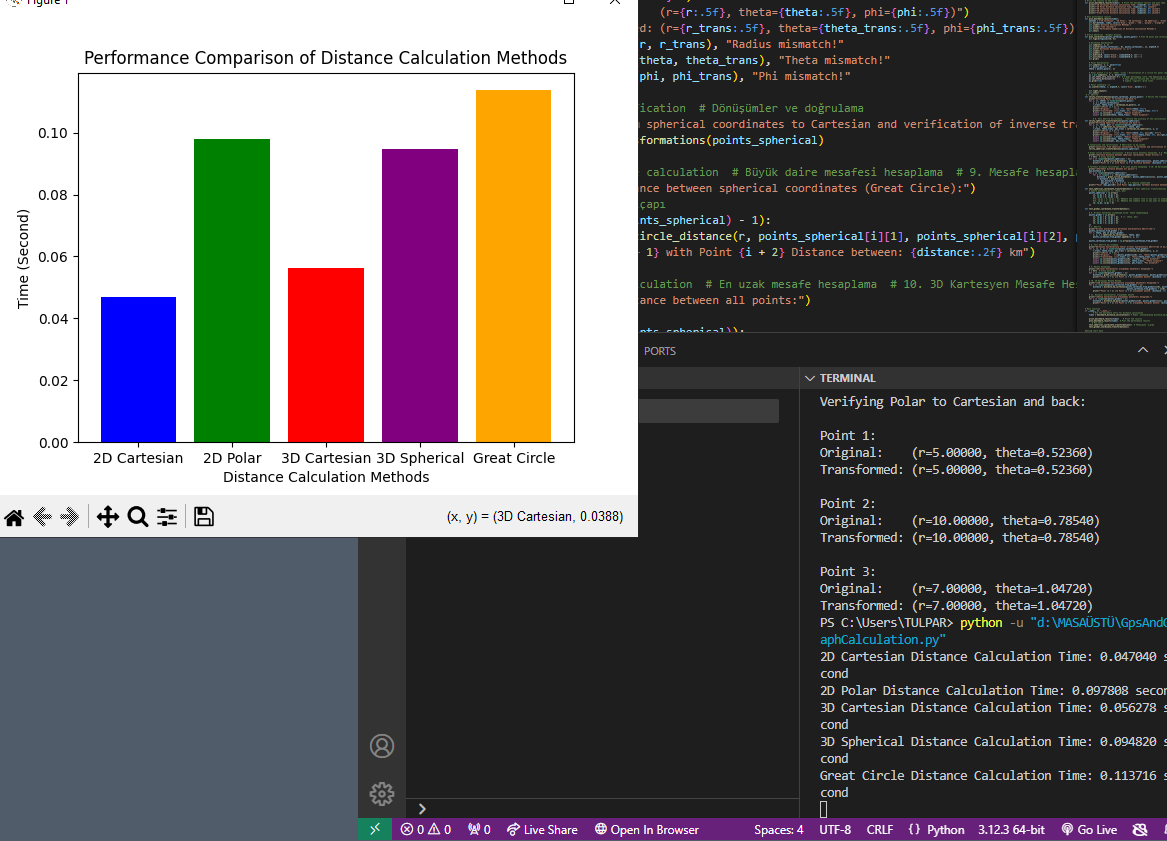 Figure 1
Performance Comparison of Distance Calculation Methods
Time (Second)
0.10
0.08
0.06
0.04
0.02
0.00
2D Cartesian 2D Polar 3D Cartesian 3D Spherical Great Circle
Distance Calculation Methods
(x, y) = (3D Cartesian, 0.0388)
(r={r:.5f}, theta={theta:.5f}, phi={phi:.5f})")
d: (r={r_trans:.5f}, theta={theta_trans:.5f}, phi={phi_trans:.5f})
r, r_trans), "Radius mismatch!"
theta, theta_trans), "Theta mismatch!"
phi, phi_trans), "Phi mismatch!"
ication # Dönüşümler ve doğrulama
spherical coordinates to Cartesian and verification of inverse tra
formations(points_spherical)
calculation # Büyük daire mesafesi hesaplama # 9. Mesafe hesapl
nce between spherical coordinates (Great Circle):")
çapı
nts_spherical) - 1):
ircle_distance(r, points_spherical[i][1], points_spherical[i][2],
1} with Point {i + 2} Distance between: {distance:.2f} km")
culation # En uzak mesafe hesaplama # 10. 3D Kartesyen Mesafe Hes
tance between all points:")
nts_spherical)):
PORTS
TERMINAL
Verifying Polar to Cartesian and back:
Point 1:
Original: (r=5.00000, theta=0.52360)
Transformed: (r=5.00000, theta=0.52360)
Point 2:
Original: (r=10.00000, theta=0.78540)
Transformed: (r=10.00000, theta=0.78540)
Point 3:
Original: (r=7.00000, theta=1.04720)
Transformed: (r=7.00000, theta=1.04720)
PS C:\Users\TULPAR> python -u "d:\MASAÜSTÜ\GpsAndG
aphCalculation.py"
2D Cartesian Distance Calculation Time: 0.047040 s
cond
2D Polar Distance Calculation Time: 0.097808 secon
3D Cartesian Distance Calculation Time: 0.056278 s
cond
3D Spherical Distance Calculation Time: 0.094820 s
cond
Great Circle Distance Calculation Time: 0.113716 s
cond
0 0 0 Live Share Open In Browser Spaces: 4 UTF-8 CRLF {} Python 3.12.3 64-bit Go Live